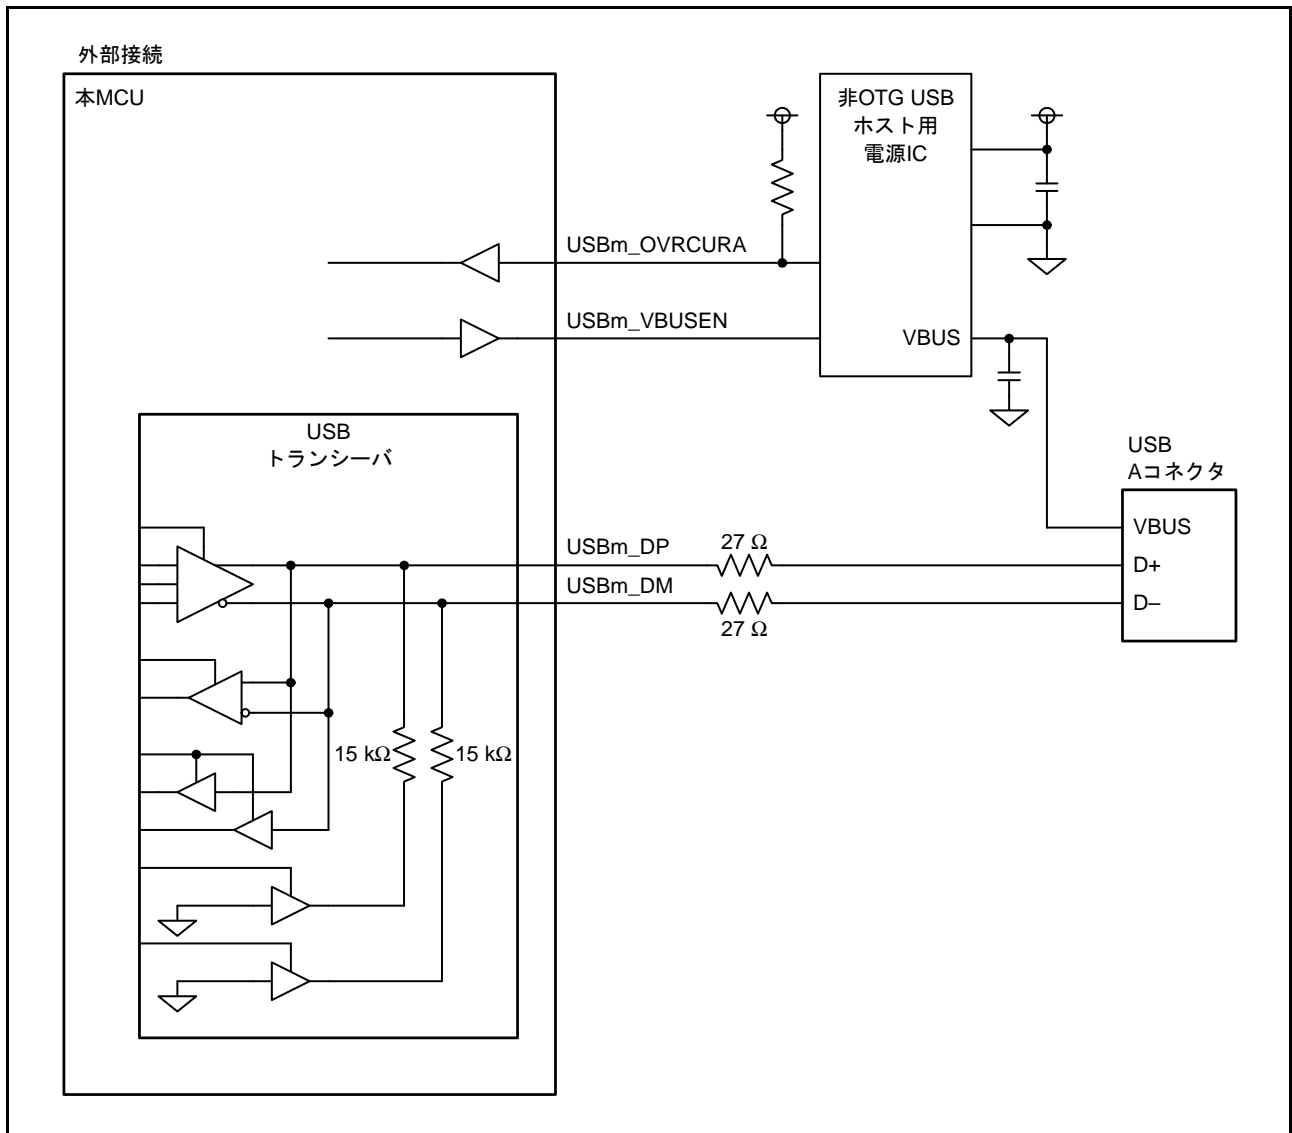 外部接続
本MCU
非OTG USB
ホスト用
電源IC
USBm_OVRCURA
USBm_VBUSEN
VBUS
USB
トランシーバ
USB
Aコネクタ
VBUS
USBm_DP
27 Ω
D+
USBm_DM
27 Ω
D–
15 kΩ
15 kΩ